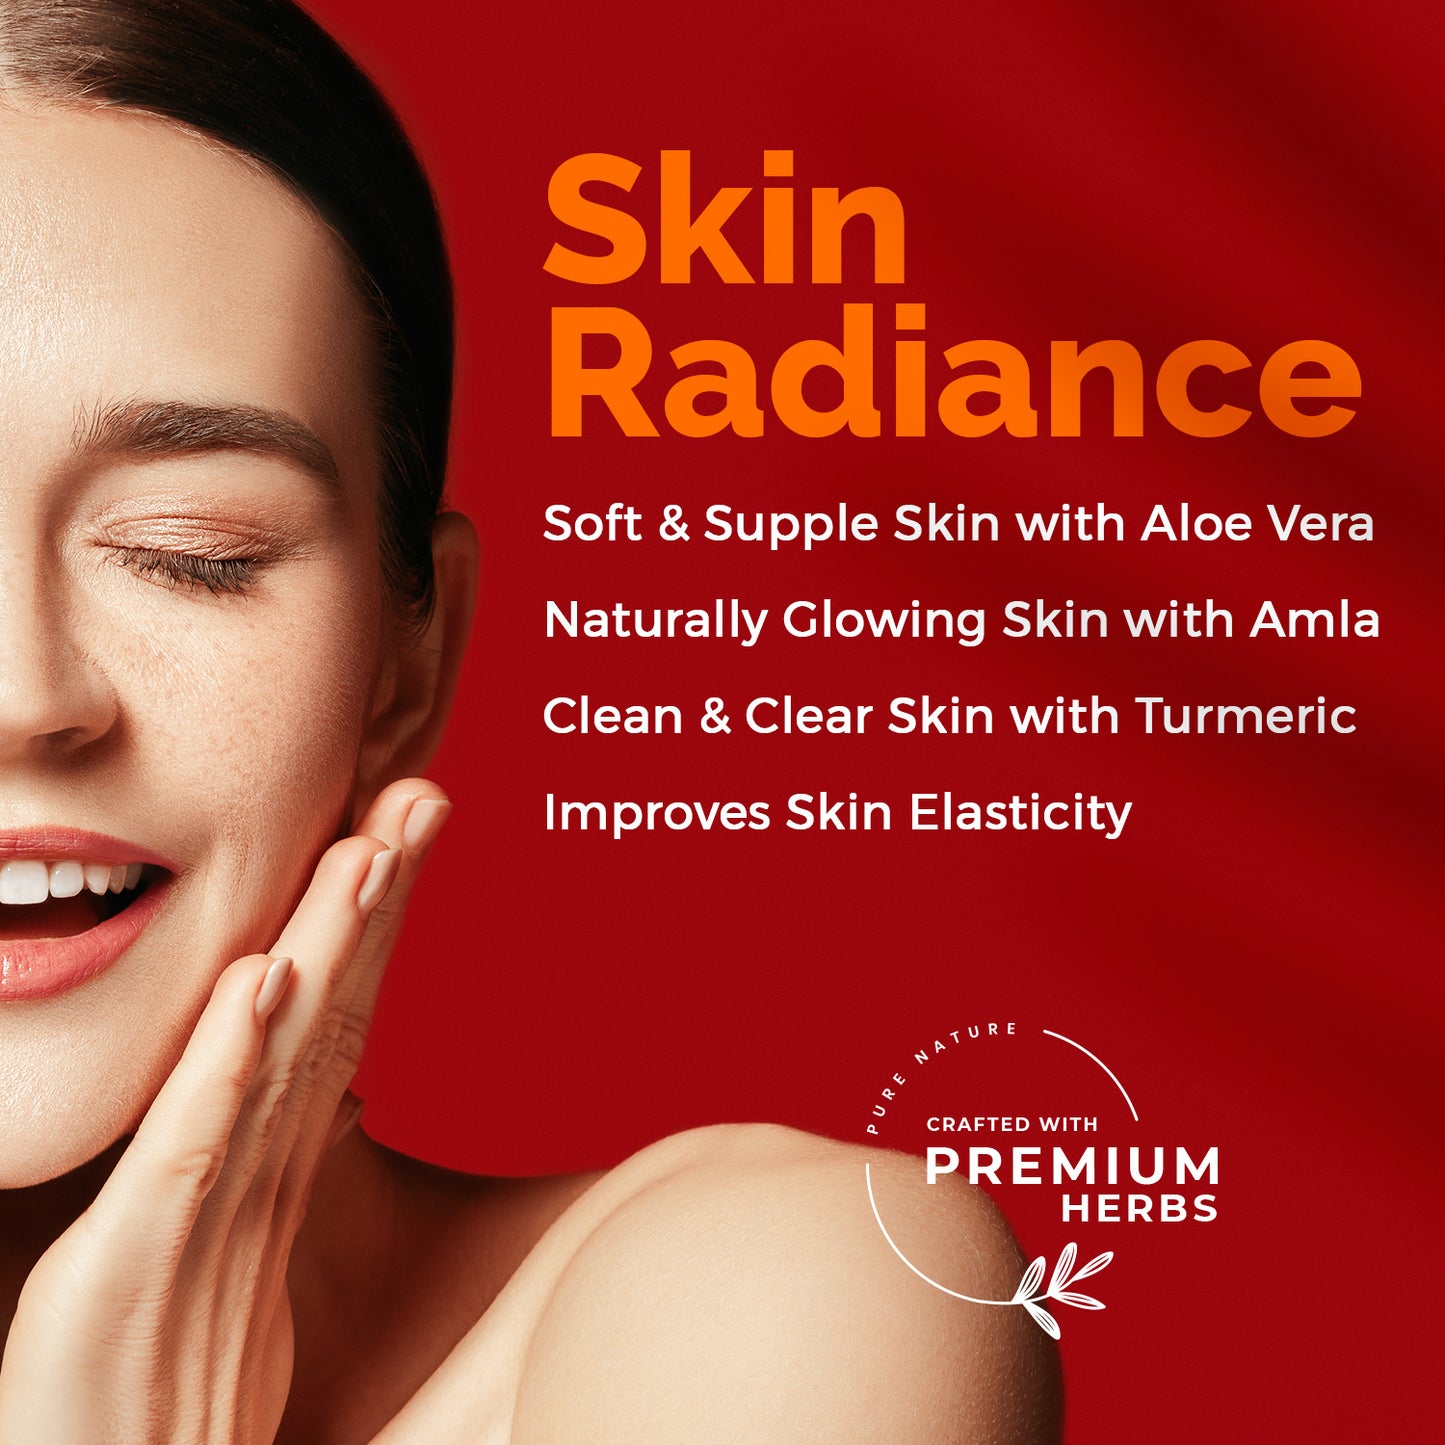 Skin
Radiance
Soft & Supple Skin with Aloe Vera
Naturally Glowing Skin with Amla
Clean & Clear Skin with Turmeric
Improves Skin Elasticity
PURE NATURE
CRAFTED WITH
PREMIUM
HERBS